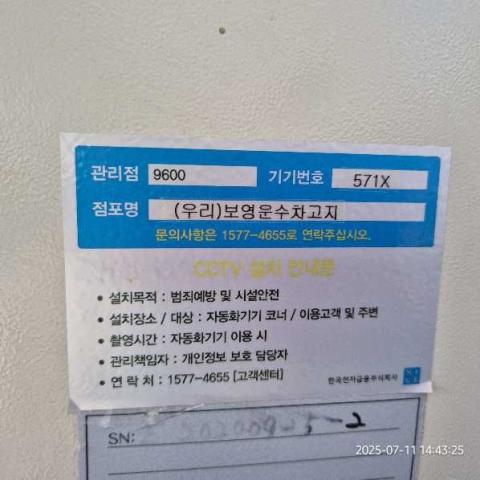 관리점 9600 기기번호 571X
점포명 (우리)보영운수차고지
문의사항은 1577-4655로 연락주십시오.
CCTV 설치 안내문
• 설치목적 : 범죄예방 및 시설안전
• 설치장소 / 대상 : 자동화기기 코너 / 이용고객 및 주변
• 촬영시간 : 자동화기기 이용 시
• 관리책임자 : 개인정보 보호 담당자
• 연 락 처 : 1577-4655 [고객센터]
한국전자금융주식회사
SN:
2025-07-11 14:43:25